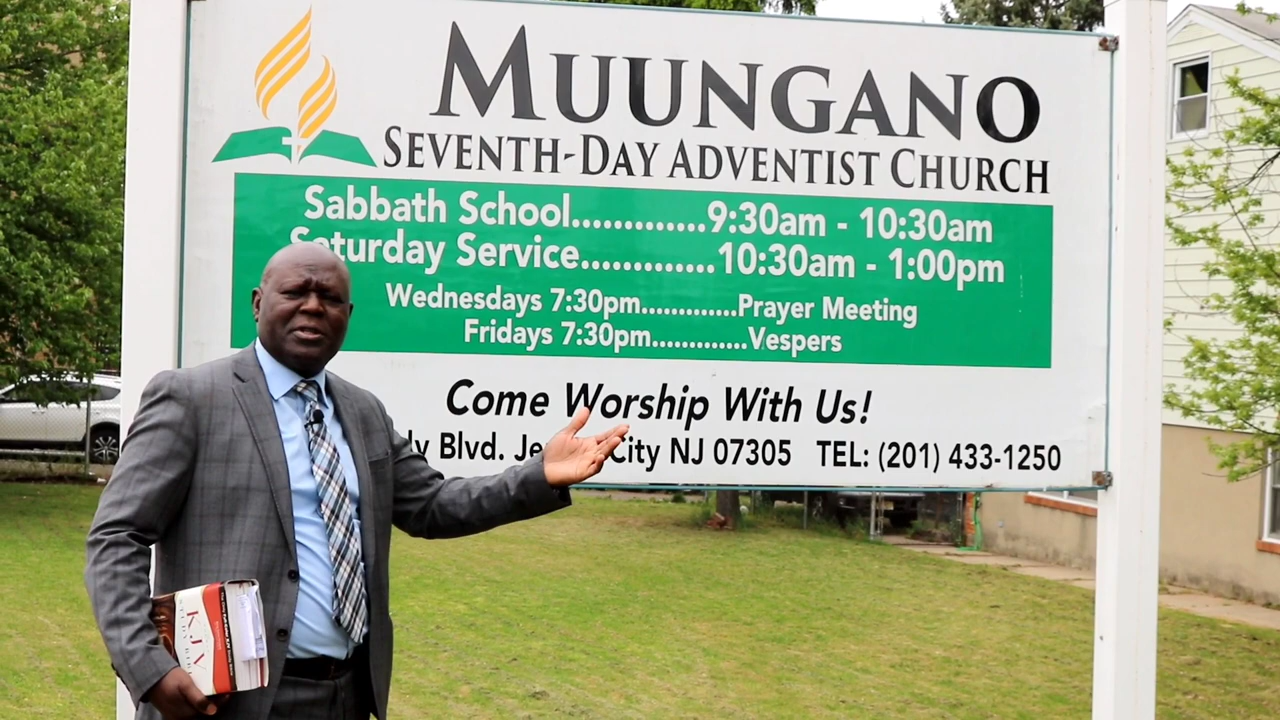 MUUNGANO
SEVENTH-DAY ADVENTIST CHURCH
Sabbath School.............9:30am - 10:30am
Saturday Service.............10:30am - 1:00pm
Wednesdays 7:30pm.............Prayer Meeting
Fridays 7:30pm.............Vespers
Come Worship With Us!
Blvd. City NJ 07305 TEL: (201) 433-1250
KJV